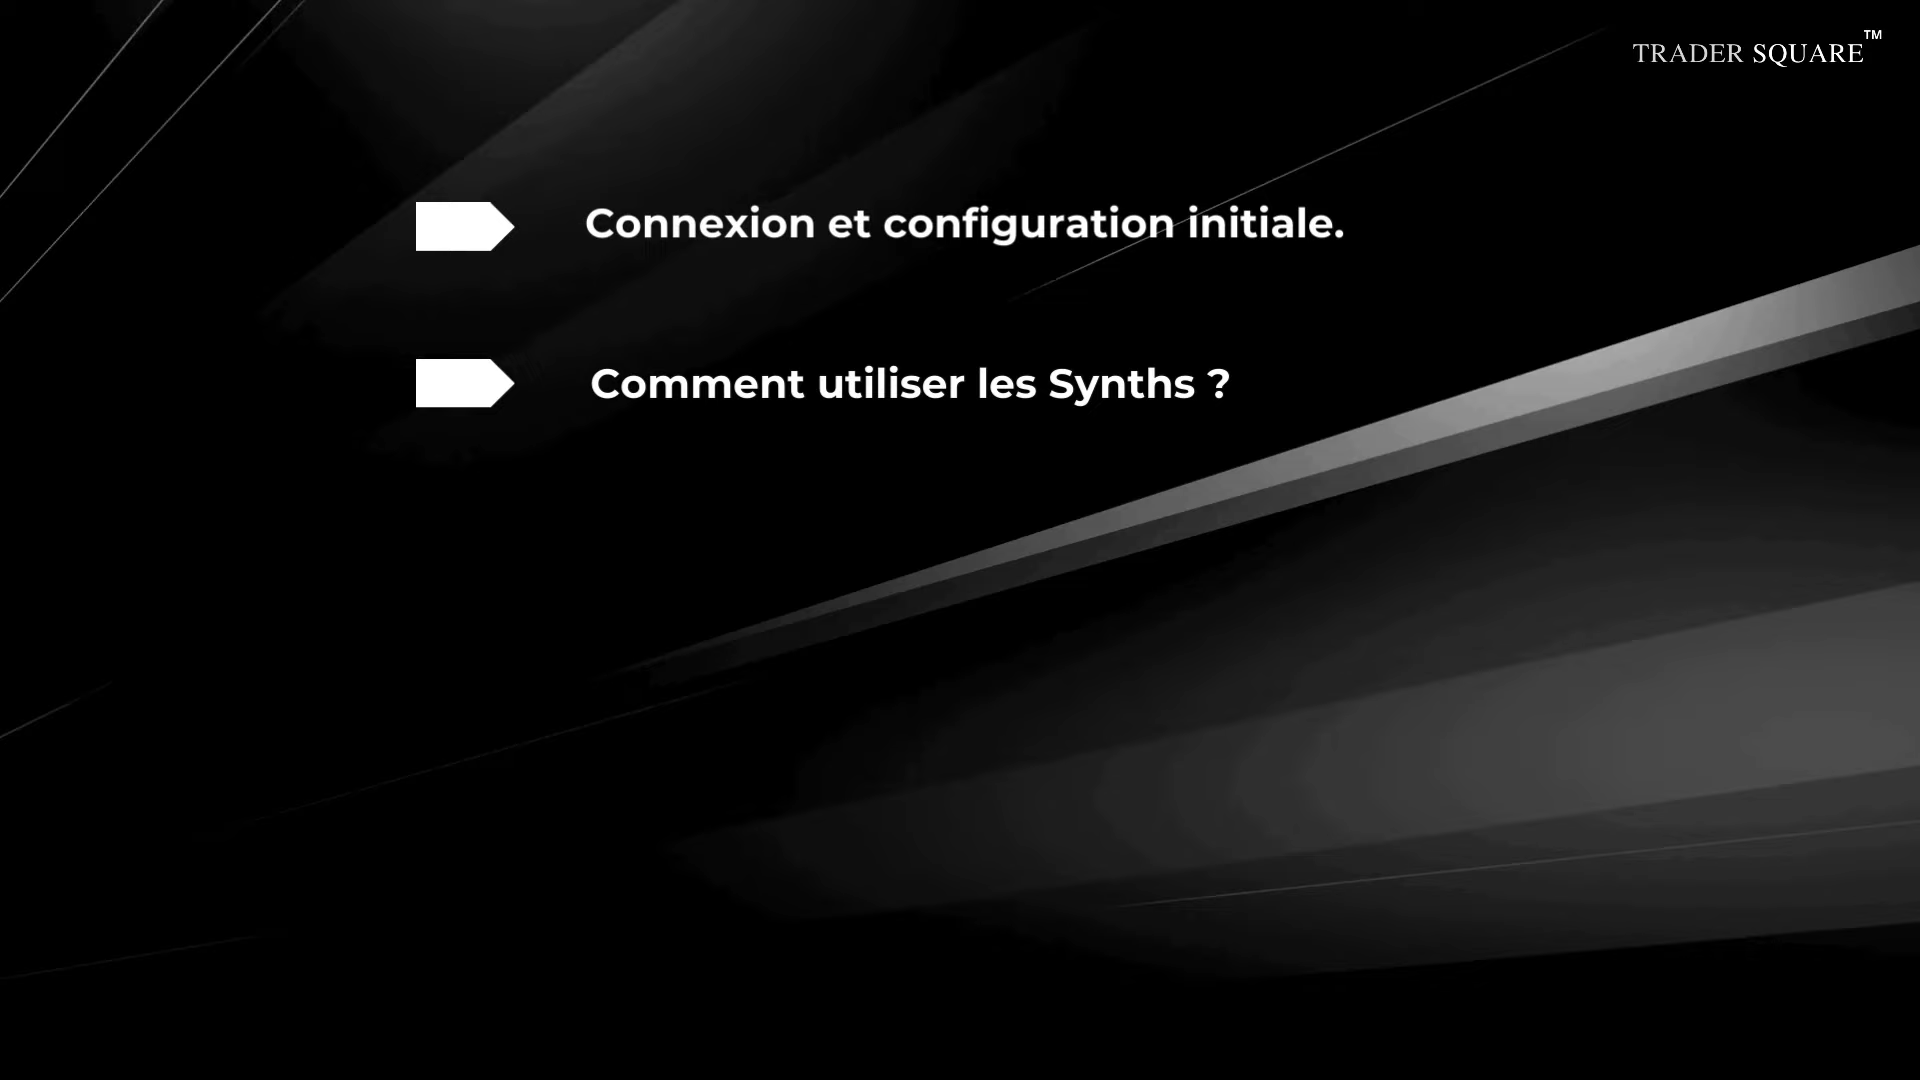 TRADER SQUARE™
Connexion et configuration initiale.
Comment utiliser les Synths ?